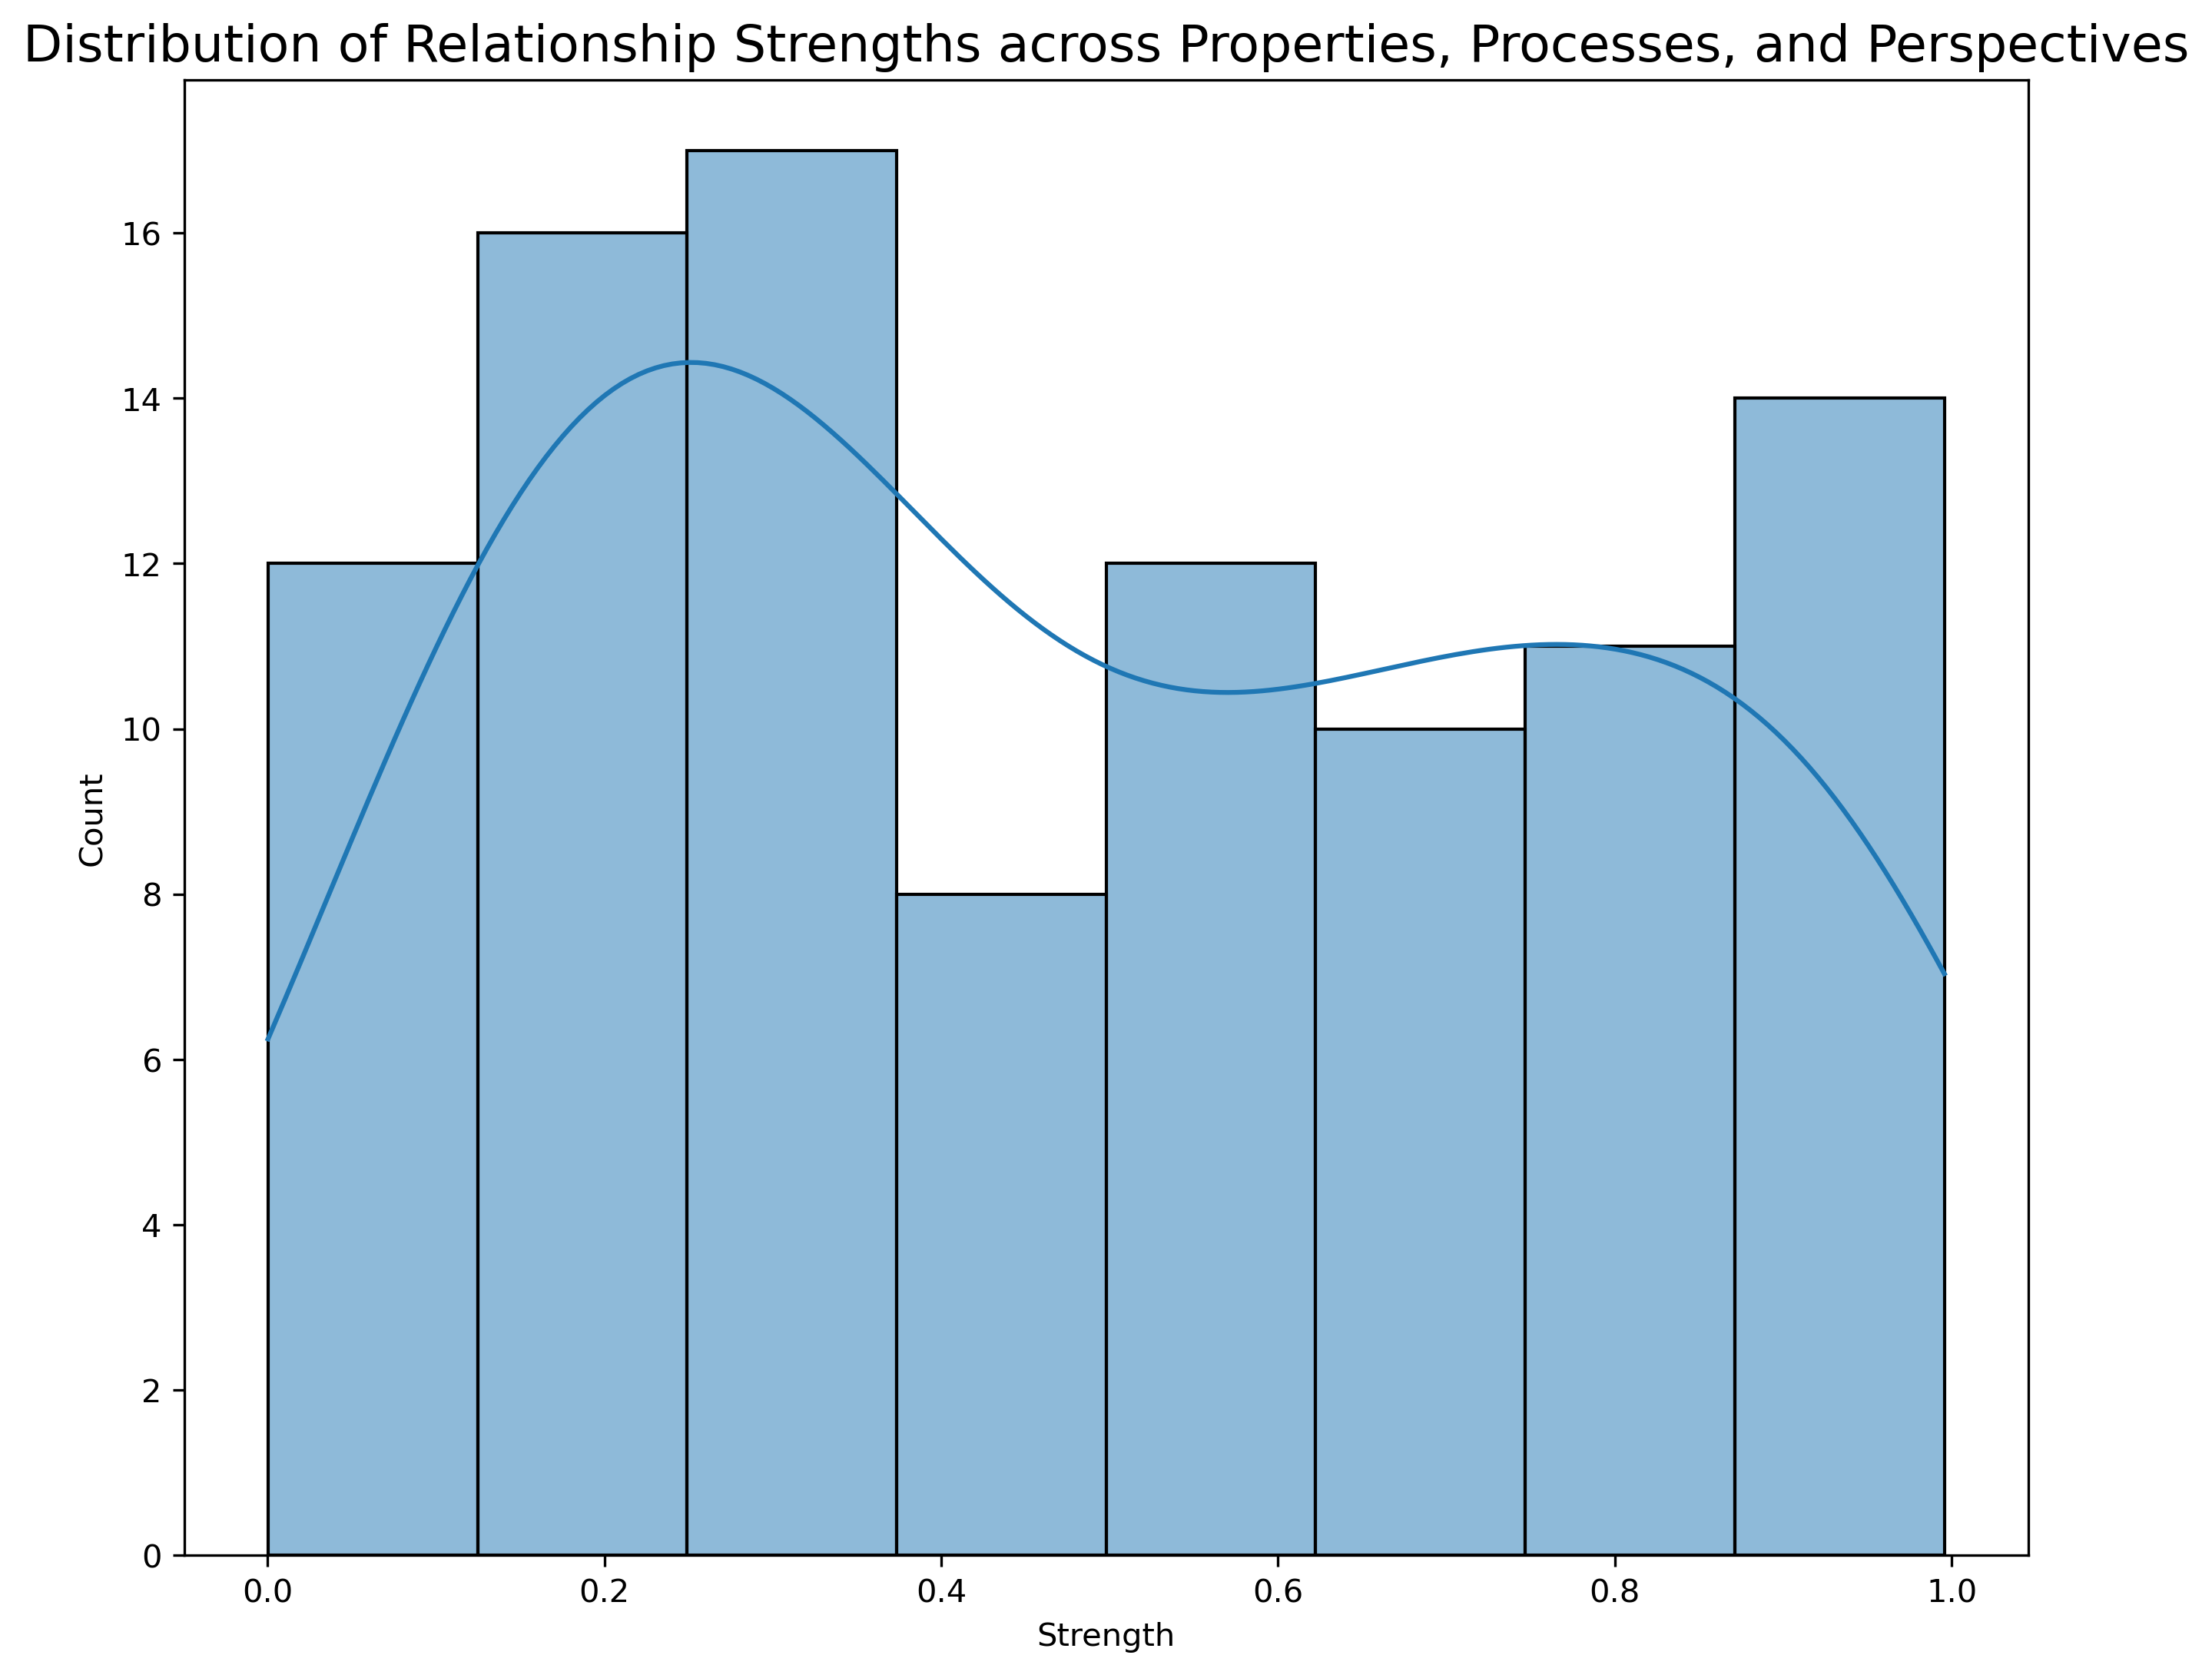 Distribution of Relationship Strengths across Properties, Processes, and Perspectives
16
14
12
10
8
6
4
2
0
Count
0.0 0.2 0.4 0.6 0.8 1.0
Strength